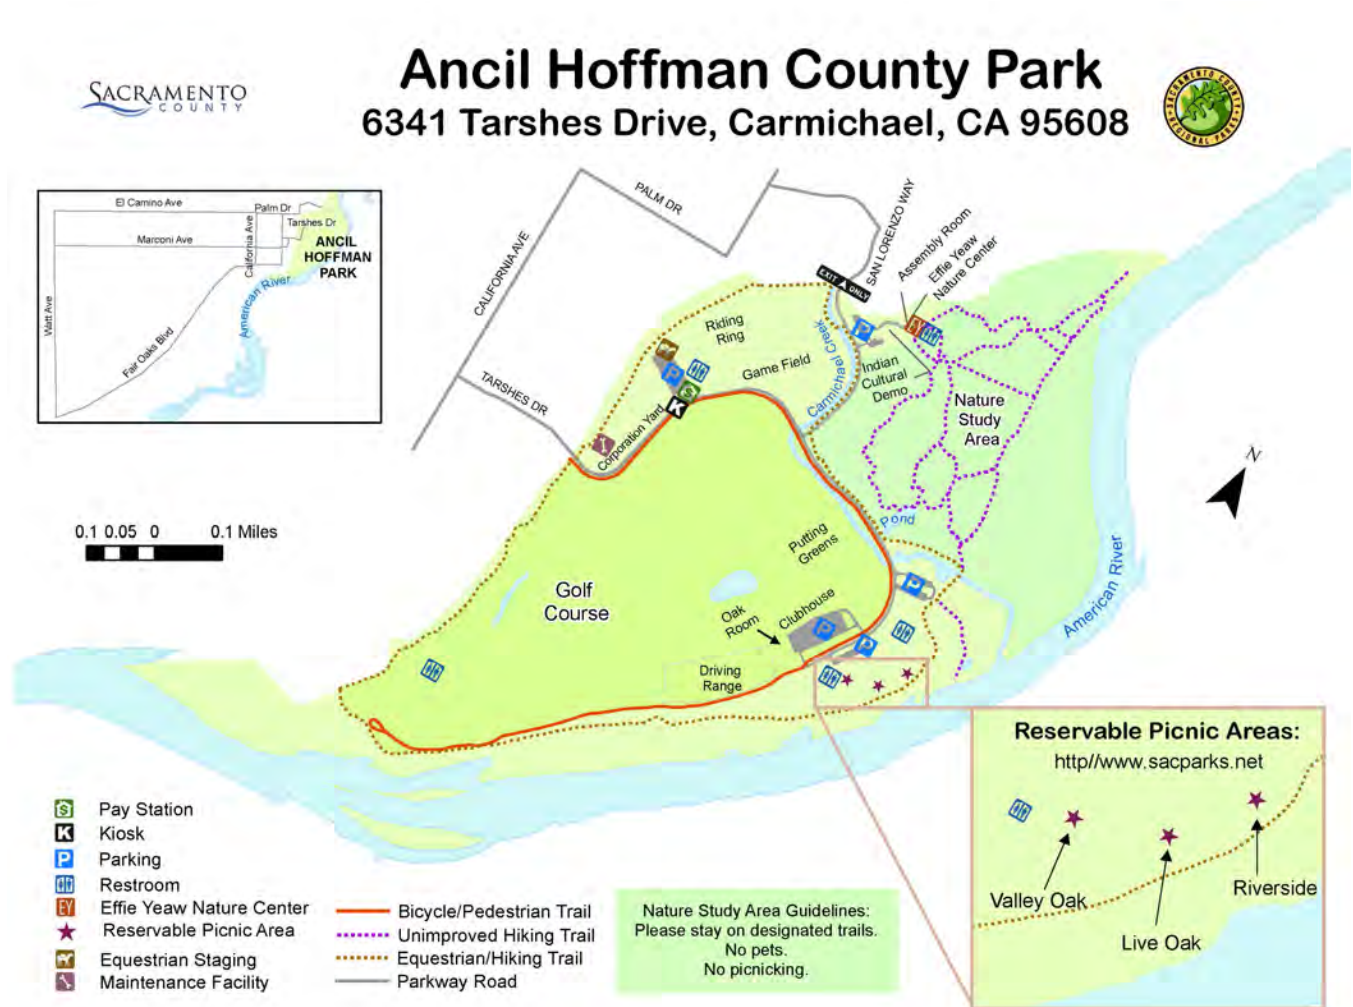 Ancil Hoffman County Park
6341 Tarshes Drive, Carmichael, CA 95608
SACRAMENTO
COUNTY
SACRAMENTO COUNTY
REGIONAL PARKS
El Camino Ave
Palm Dr
Tarshes Dr
Marconi Ave
California Ave
ANCIL
HOFFMAN
PARK
American River
Watt Ave
Fair Oaks Blvd
PALM DR
CALIFORNIA AVE
TARSHES DR
SAN LORENZO WAY
EXIT ONLY
Assembly Room
Effie Yeaw
Nature Center
EY
Riding
Ring
Game Field
Carmichael Creek
P
Indian
Cultural
Demo
Nature
Study
Area
P
S
K
Corporation Yard
N
0.1 0.05 0 0.1 Miles
Pond
Putting
Greens
Golf
Course
Oak
Room
Clubhouse
P
P
P
Driving
Range
American River
Reservable Picnic Areas:
http//www.sacparks.net
Valley Oak
Live Oak
Riverside
S Pay Station
K Kiosk
P Parking
Restroom
EY Effie Yeaw Nature Center
Reservable Picnic Area
Equestrian Staging
Maintenance Facility
Bicycle/Pedestrian Trail
Unimproved Hiking Trail
Equestrian/Hiking Trail
Parkway Road
Nature Study Area Guidelines:
Please stay on designated trails.
No pets.
No picnicking.